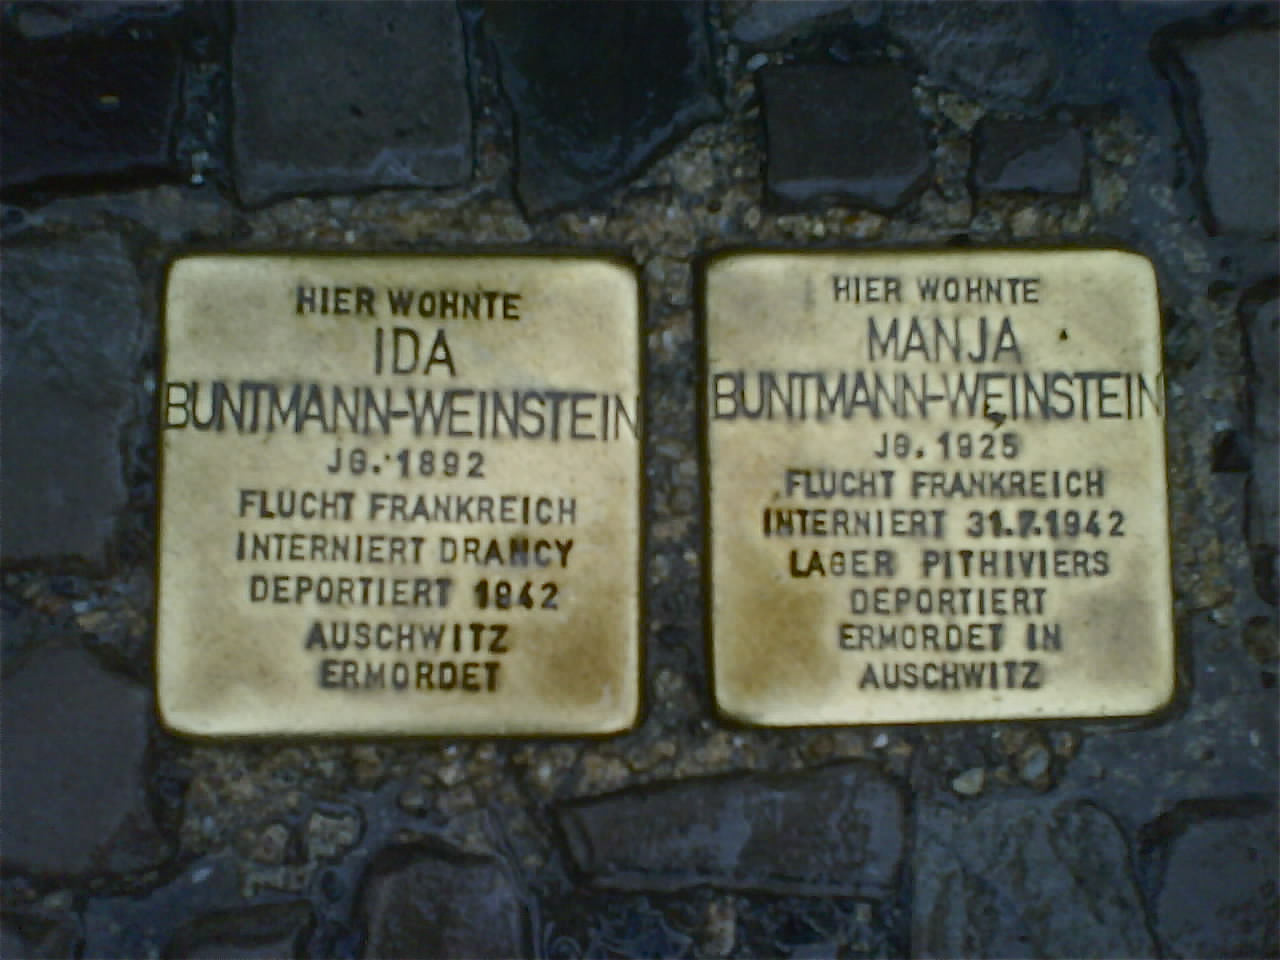 HIER WOHNTE
IDA
BUNTMANN-WEINSTEIN
JG. 1892
FLUCHT FRANKREICH
INTERNIERT DRANCY
DEPORTIERT 1942
AUSCHWITZ
ERMORDET
HIER WOHNTE
MANJA
BUNTMANN-WEINSTEIN
JG. 1925
FLUCHT FRANKREICH
INTERNIERT 31.7.1942
LAGER PITHIVIERS
DEPORTIERT
ERMORDET IN
AUSCHWITZ